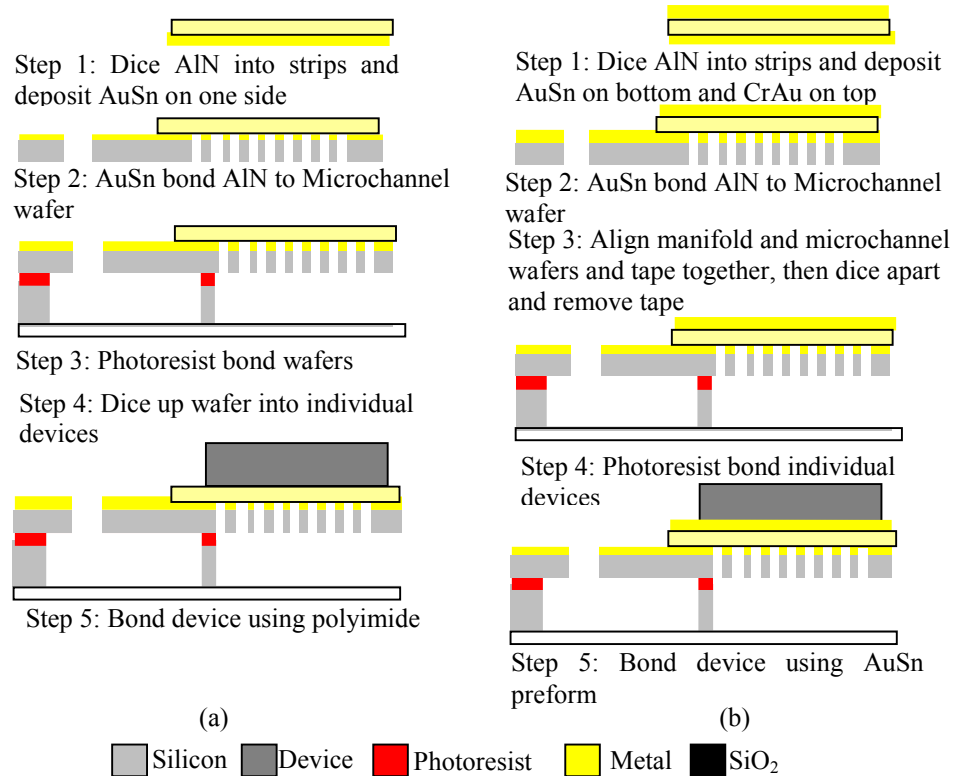 Step 1: Dice AlN into strips and
deposit AuSn on one side
Step 2: AuSn bond AlN to Microchannel
wafer
Step 3: Photoresist bond wafers
Step 4: Dice up wafer into individual
devices
Step 5: Bond device using polyimide
(a)
Step 1: Dice AlN into strips and deposit
AuSn on bottom and CrAu on top
Step 2: AuSn bond AlN to Microchannel
wafer
Step 3: Align manifold and microchannel
wafers and tape together, then dice apart
and remove tape
Step 4: Photoresist bond individual
devices
Step 5: Bond device using AuSn
preform
(b)
Silicon Device Photoresist Metal SiO₂